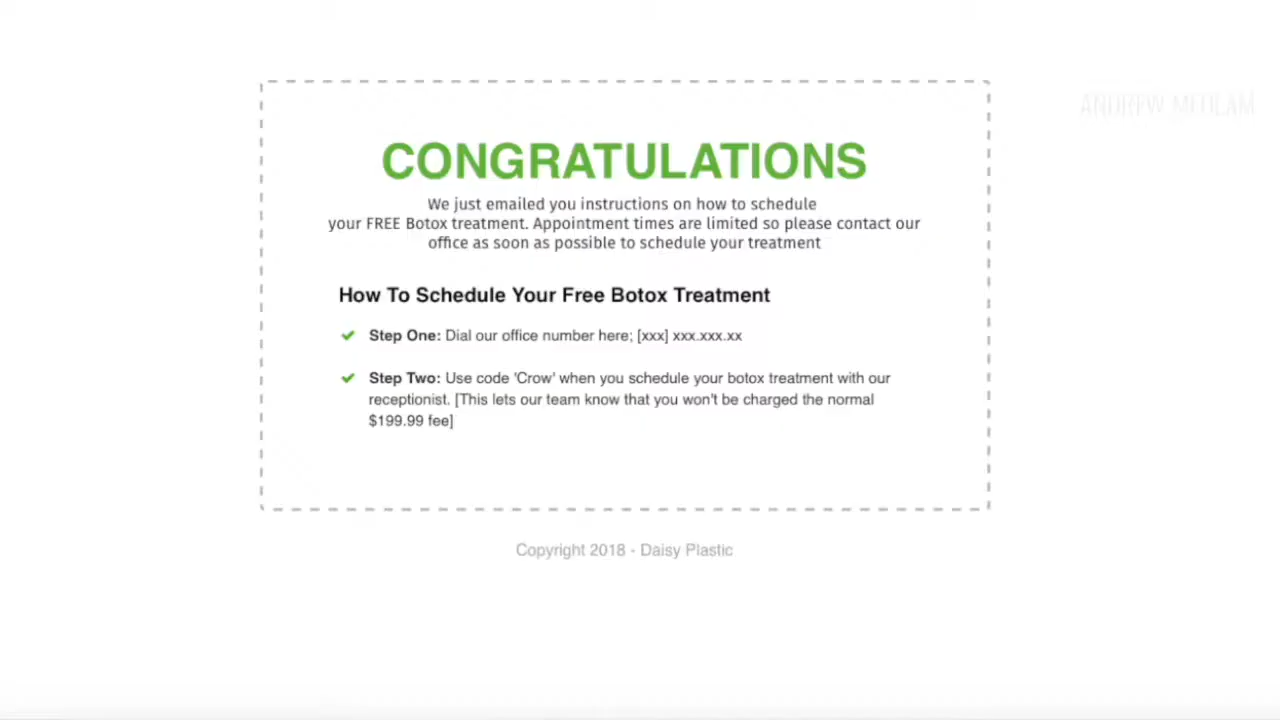 ANDREW MCOLAM
CONGRATULATIONS
We just emailed you instructions on how to schedule
your FREE Botox treatment. Appointment times are limited so please contact our
office as soon as possible to schedule your treatment
How To Schedule Your Free Botox Treatment
Step One: Dial our office number here; [xxx] xxx.xxx.xx
Step Two: Use code 'Crow' when you schedule your botox treatment with our
receptionist. [This lets our team know that you won't be charged the normal
$199.99 fee]
Copyright 2018 - Daisy Plastic